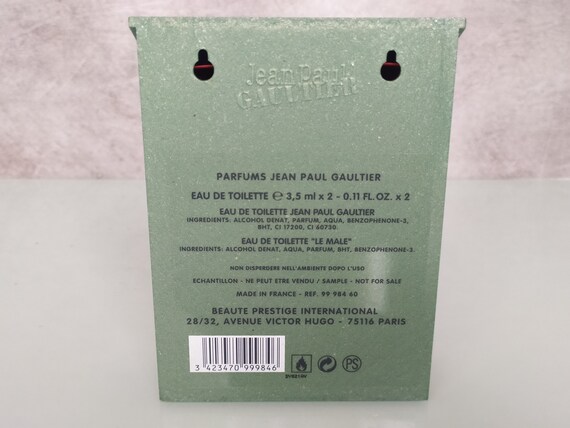 Jean Paul
GAULTIER
PARFUMS JEAN PAUL GAULTIER
EAU DE TOILETTE ℮ 3,5 ml x 2 - 0.11 FL. OZ. x 2
EAU DE TOILETTE JEAN PAUL GAULTIER
INGREDIENTS: ALCOHOL DENAT, PARFUM, AQUA, BENZOPHENONE-2,
BHT, CI 17200, CI 60730.
EAU DE TOILETTE "LE MALE"
INGREDIENTS: ALCOHOL DENAT, AQUA, PARFUM, BHT, BENZOPHENONE-3.
NON DISPERDERE NELL'AMBIENTE DOPO L'USO
ECHANTILLON - NE PEUT ETRE VENDU / SAMPLE - NOT FOR SALE
MADE IN FRANCE - REF. 99 984 60
BEAUTE PRESTIGE INTERNATIONAL
28/32, AVENUE VICTOR HUGO - 75116 PARIS
3 423470 999846
PS